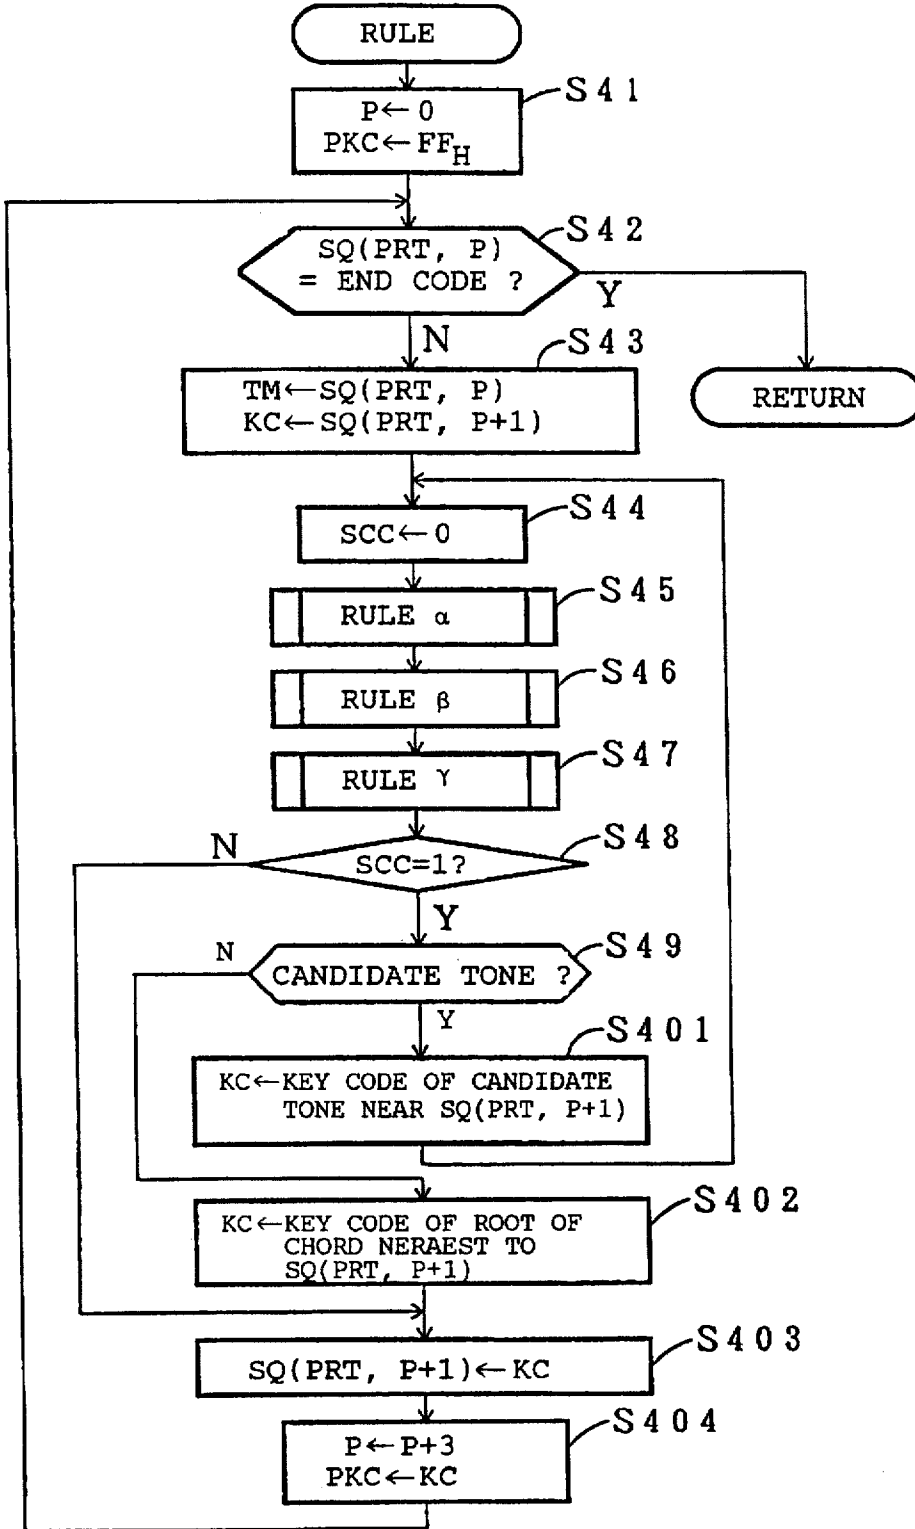 RULE
S41
P←0
PKC←FFH
S42
SQ(PRT, P)
= END CODE ?
Y
N
S43
TM←SQ(PRT, P)
KC←SQ(PRT, P+1)
RETURN
S44
SCC←0
S45
RULE α
S46
RULE β
S47
RULE γ
S48
N
SCC=1?
Y
S49
N
CANDIDATE TONE ?
Y
S401
KC←KEY CODE OF CANDIDATE
TONE NEAR SQ(PRT, P+1)
S402
KC←KEY CODE OF ROOT OF
CHORD NERAEST TO
SQ(PRT, P+1)
S403
SQ(PRT, P+1)←KC
S404
P←P+3
PKC←KC